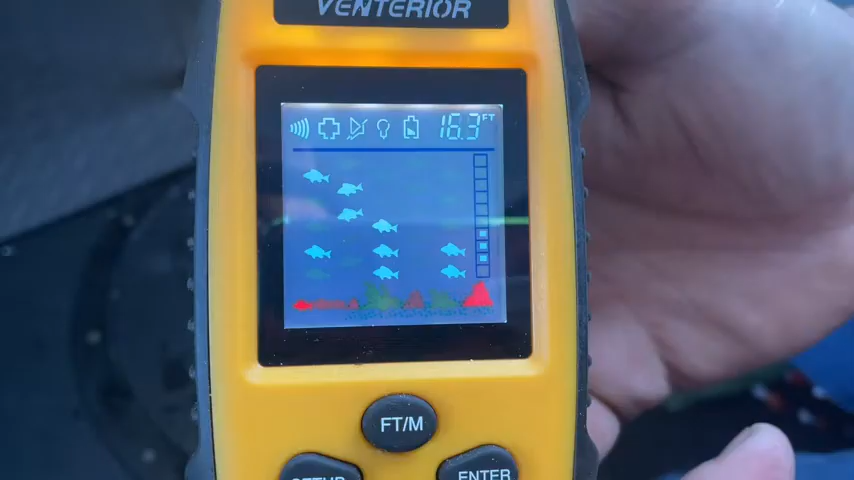 VENTERIOR
16.3 FT
FT/M
SETUP
ENTER